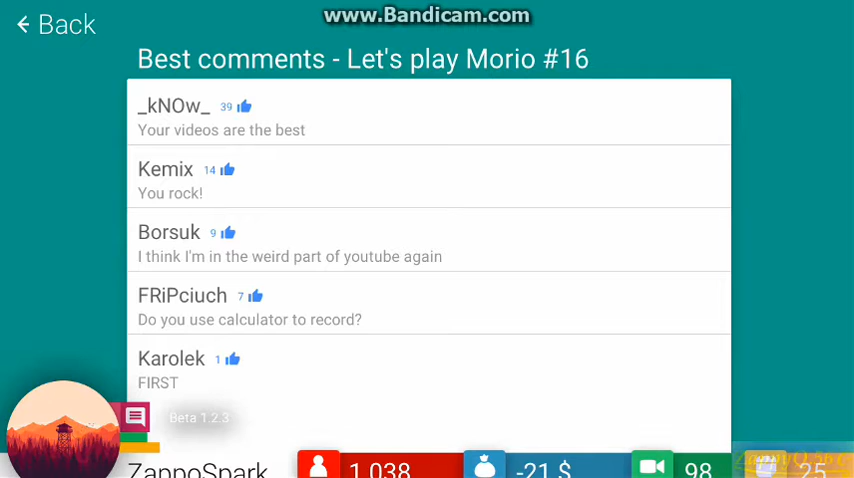 www.Bandicam.com
Back
Best comments - Let's play Morio #16
_kNOw_ 39
Your videos are the best
Kemix 14
You rock!
Borsuk 9
I think I'm in the weird part of youtube again
FRiPciuch 7
Do you use calculator to record?
Karolek 1
FIRST
Beta 1.2.3
ZappoSpark 1 038 -21 $ 98 25